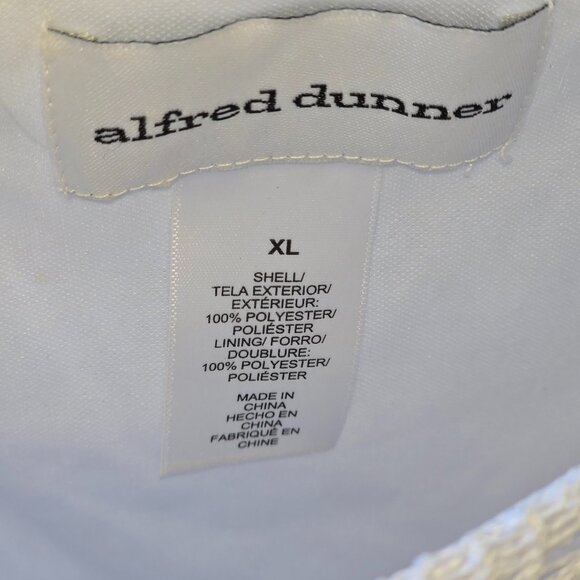 alfred dunner
XL
SHELL/
TELA EXTERIOR/
EXTÉRIEUR:
100% POLYESTER/
POLIÉSTER
LINING/ FORRO/
DOUBLURE:
100% POLYESTER/
POLIÉSTER
MADE IN
CHINA
HECHO EN
CHINA
FABRIQUÉ EN
CHINE